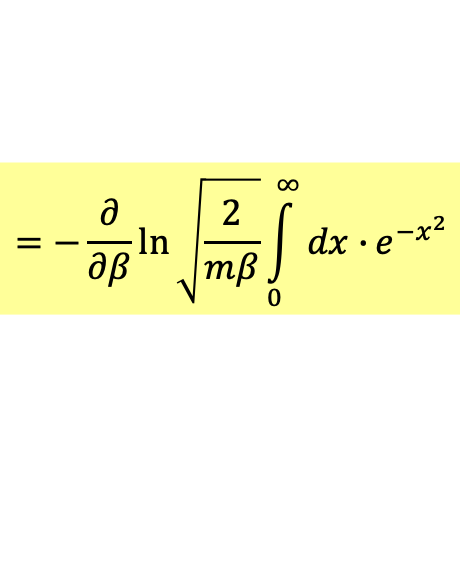 = −∂/∂β ln √(2/mβ) ∫₀^∞ dx · e^(−x²)